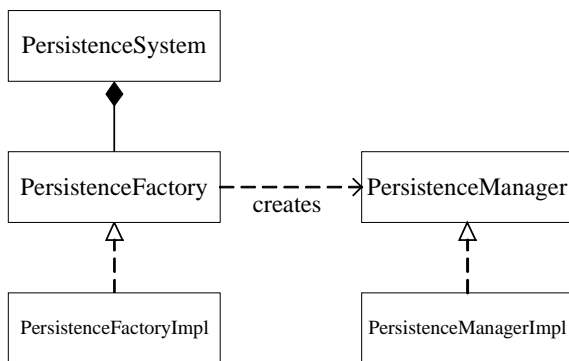 PersistenceSystem
PersistenceFactory
PersistenceManager
creates
PersistenceFactoryImpl
PersistenceManagerImpl